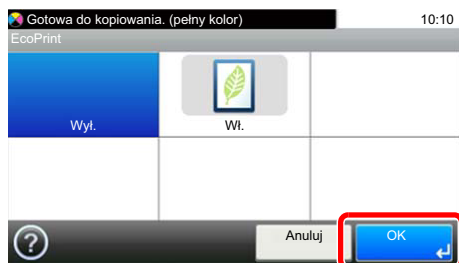 Gotowa do kopiowania. (pełny kolor) 10:10
EcoPrint
Wył. Wł.
? Anuluj OK